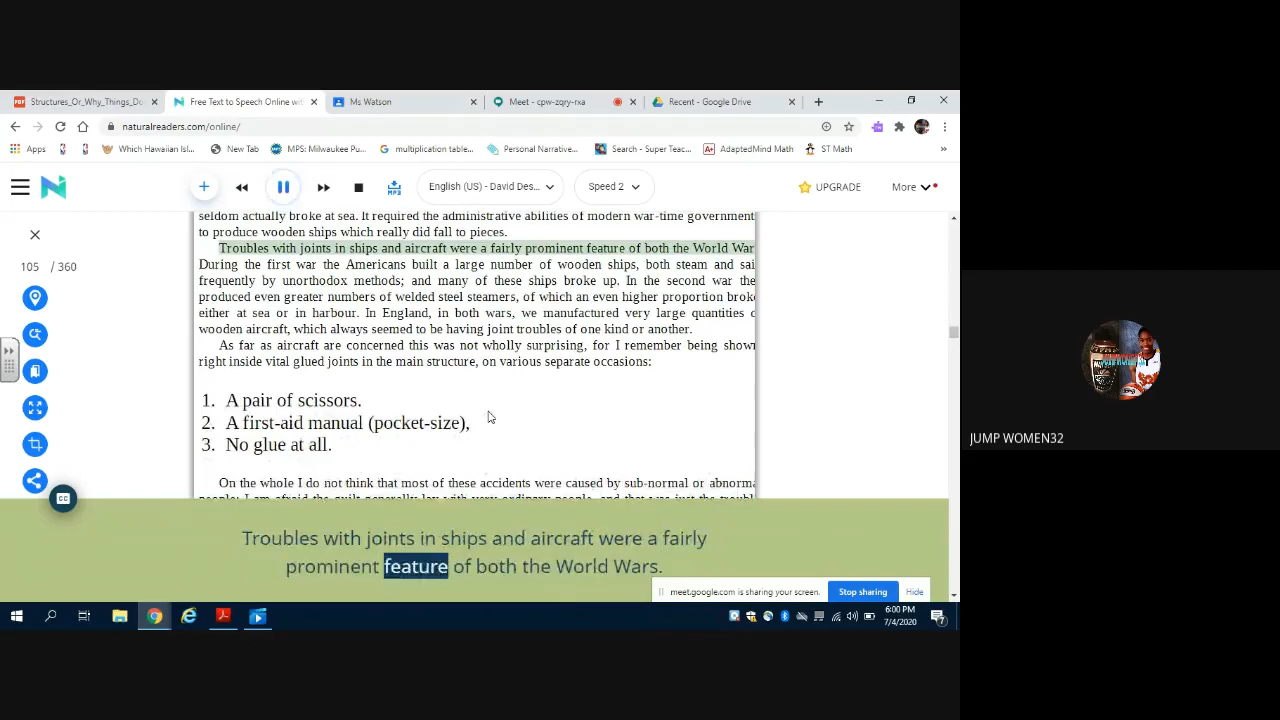 Structures_Or_Why_Things_Do
Free Text to Speech Online wit
Ms Watson
Meet - cpw-zqry-rxa
Recent - Google Drive
naturalreaders.com/online/
Apps
Which Hawaiian Isl...
New Tab
MPS: Milwaukee Pu...
multiplication table...
Personal Narrative...
Search - Super Teac...
AdaptedMind Math
ST Math
»
MP3
English (US) - David Des...
Speed 2
UPGRADE
More
105 / 360
seldom actually broke at sea. It required the administrative abilities of modern war-time government
to produce wooden ships which really did fall to pieces.
Troubles with joints in ships and aircraft were a fairly prominent feature of both the World War
During the first war the Americans built a large number of wooden ships, both steam and sai
frequently by unorthodox methods; and many of these ships broke up. In the second war the
produced even greater numbers of welded steel steamers, of which an even higher proportion brok
either at sea or in harbour. In England, in both wars, we manufactured very large quantities o
wooden aircraft, which always seemed to be having joint troubles of one kind or another.
As far as aircraft are concerned this was not wholly surprising, for I remember being shown
right inside vital glued joints in the main structure, on various separate occasions:
1. A pair of scissors.
2. A first-aid manual (pocket-size),
3. No glue at all.
On the whole I do not think that most of these accidents were caused by sub-normal or abnorma
CC
Troubles with joints in ships and aircraft were a fairly
prominent feature of both the World Wars.
meet.google.com is sharing your screen.
Stop sharing
Hide
6:00 PM
7/4/2020
7
JUMP WOMEN32